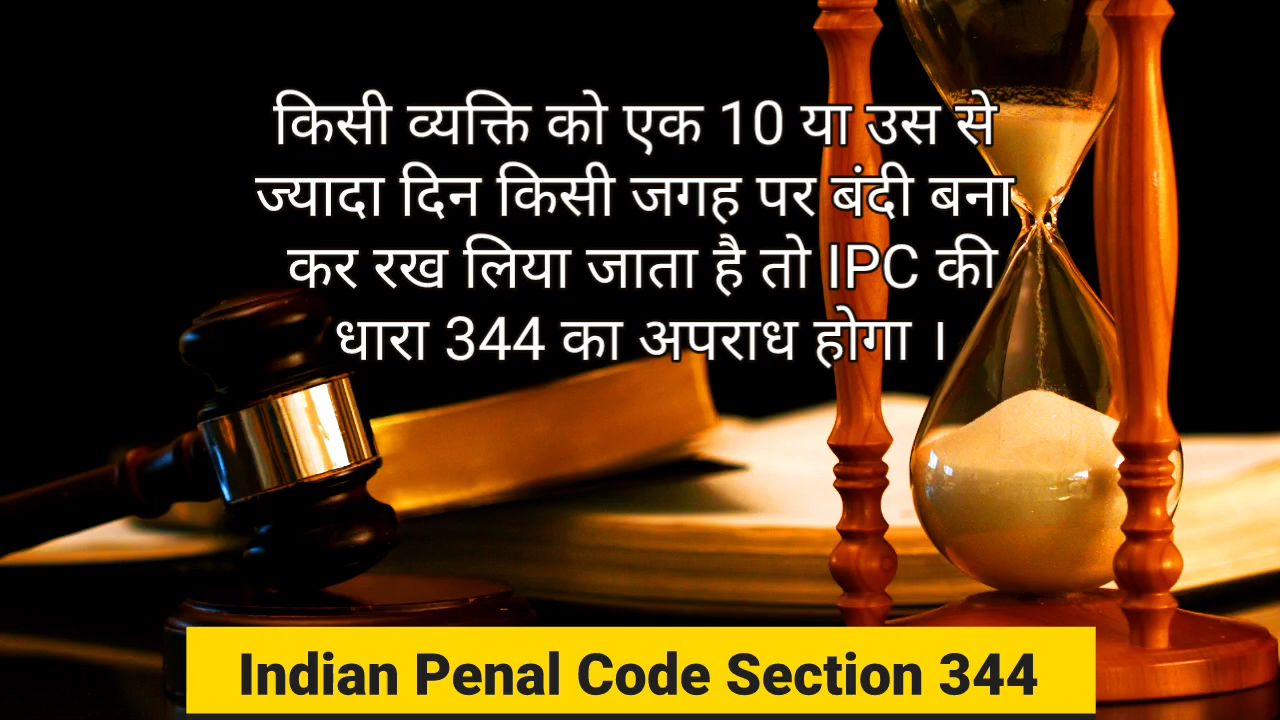 किसी व्यक्ति को एक 10 या उस से
ज्यादा दिन किसी जगह पर बंदी बना
कर रख लिया जाता है तो IPC की
धारा 344 का अपराध होगा ।
Indian Penal Code Section 344